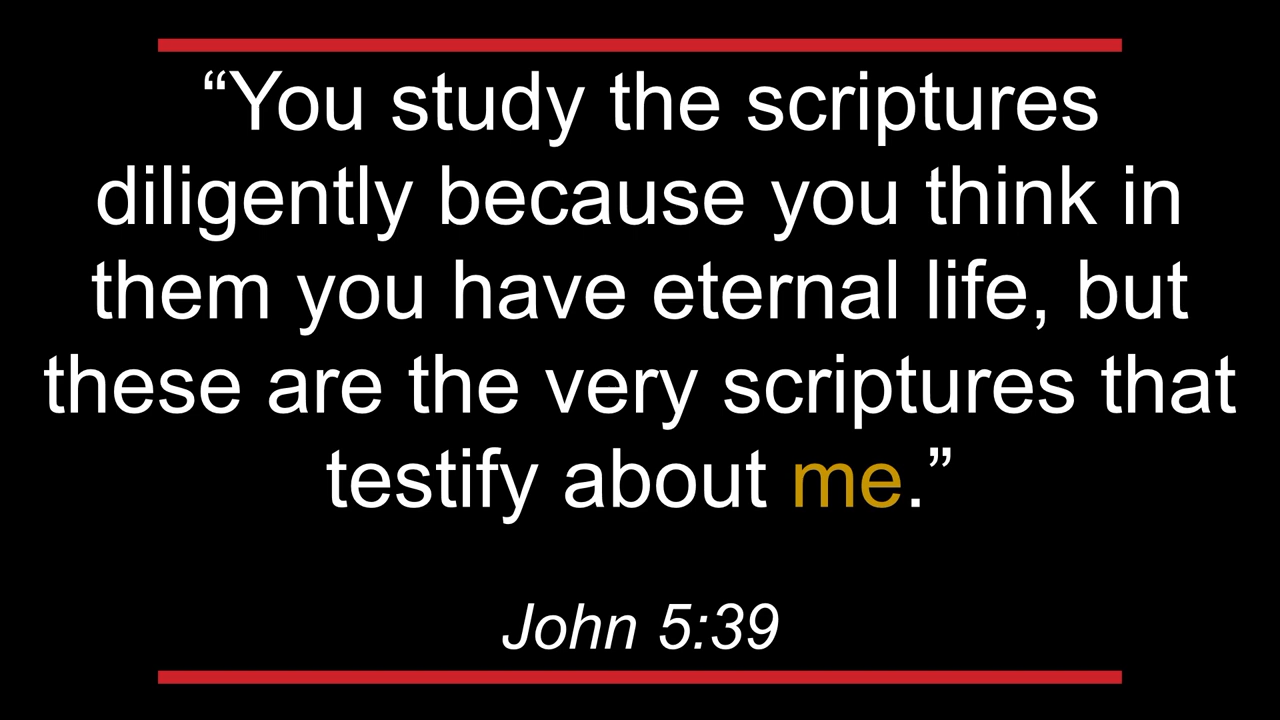 “You study the scriptures
diligently because you think in
them you have eternal life, but
these are the very scriptures that
testify about me.”
John 5:39